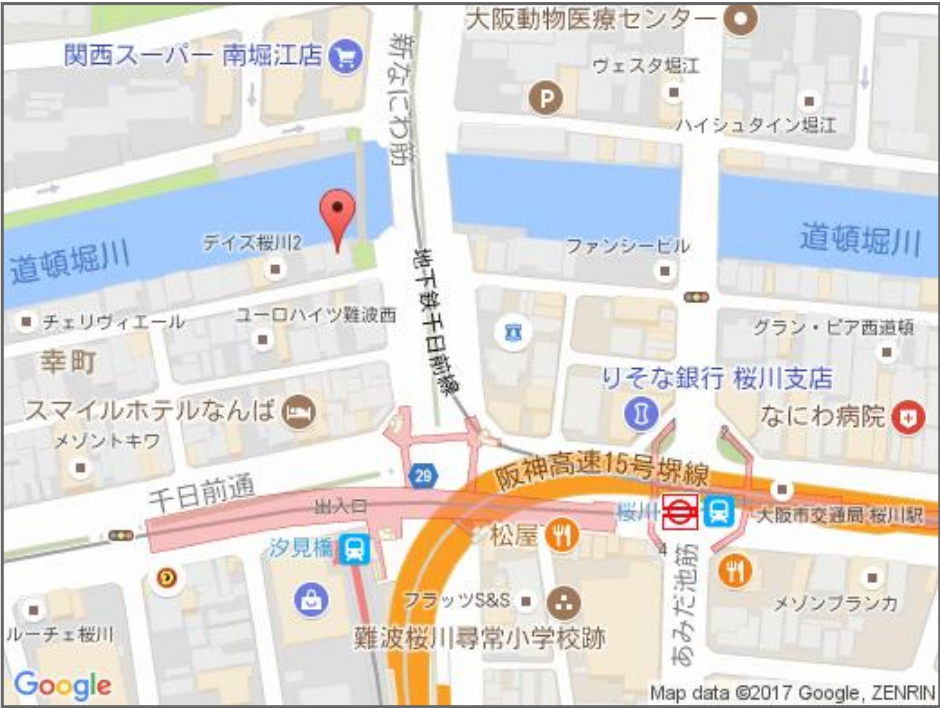 大阪動物医療センター
関西スーパー 南堀江店
新なにわ筋
ヴェスタ堀江
P
ハイシュタイン堀江
デイズ桜川2
ファンシービル
道頓堀川
道頓堀川
地下鉄千日前線
チェリヴィエール
ユーロハイツ難波西
グラン・ピア西道頓
幸町
りそな銀行 桜川支店
スマイルホテルなんば
なにわ病院
メゾントキワ
阪神高速15号堺線
29
千日前通
出入口
桜川
大阪市交通局 桜川駅
松屋
汐見橋
4
あみだ池筋
フラッツS&S
メゾンブランカ
ルーチェ桜川
難波桜川尋常小学校跡
Google
Map data ©2017 Google, ZENRIN